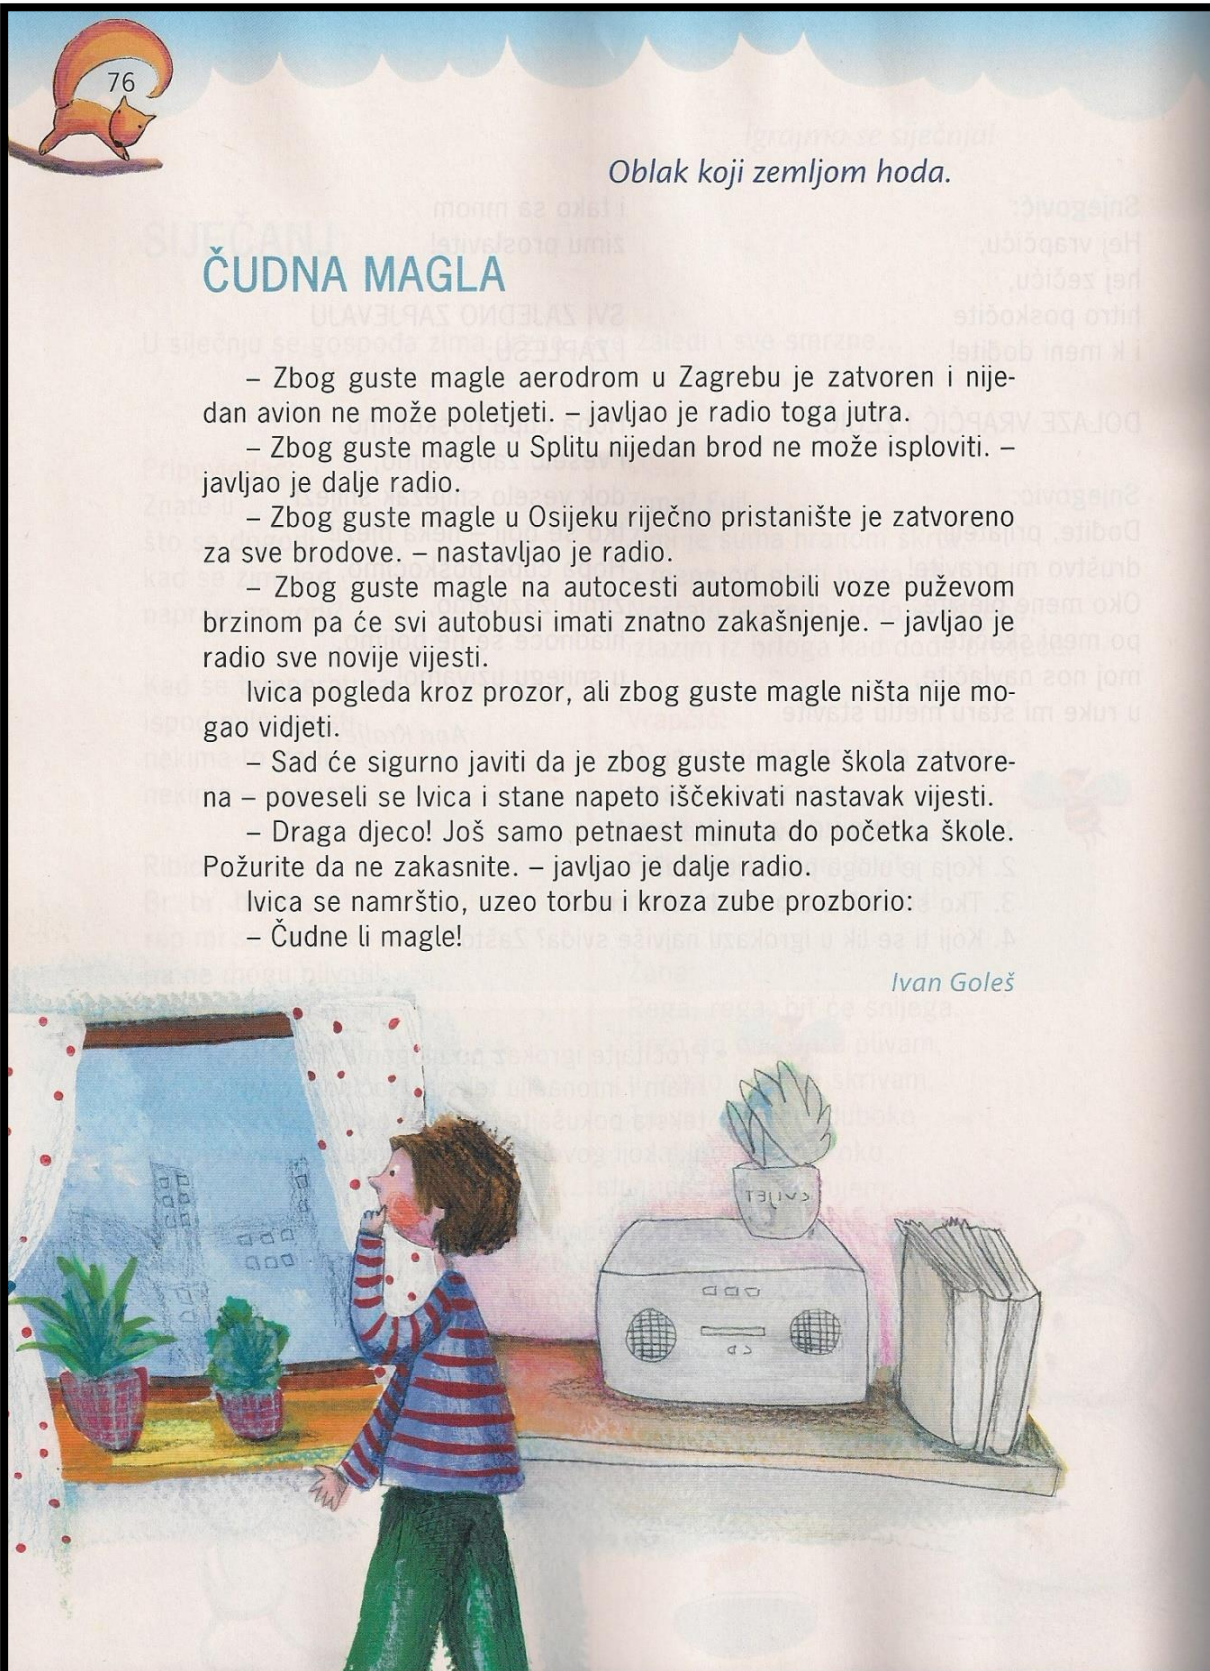 76
Oblak koji zemljom hoda.
ČUDNA MAGLA
– Zbog guste magle aerodrom u Zagrebu je zatvoren i nije-
dan avion ne može poletjeti. – javljao je radio toga jutra.
– Zbog guste magle u Splitu nijedan brod ne može isploviti. –
javljao je dalje radio.
– Zbog guste magle u Osijeku riječno pristanište je zatvoreno
za sve brodove. – nastavljao je radio.
– Zbog guste magle na autocesti automobili voze puževom
brzinom pa će svi autobusi imati znatno zakašnjenje. – javljao je
radio sve novije vijesti.
Ivica pogleda kroz prozor, ali zbog guste magle ništa nije mo-
gao vidjeti.
– Sad će sigurno javiti da je zbog guste magle škola zatvore-
na – poveseli se Ivica i stane napeto iščekivati nastavak vijesti.
– Draga djeco! Još samo petnaest minuta do početka škole.
Požurite da ne zakasnite. – javljao je dalje radio.
Ivica se namrštio, uzeo torbu i kroza zube prozborio:
– Čudne li magle!
Ivan Goleš